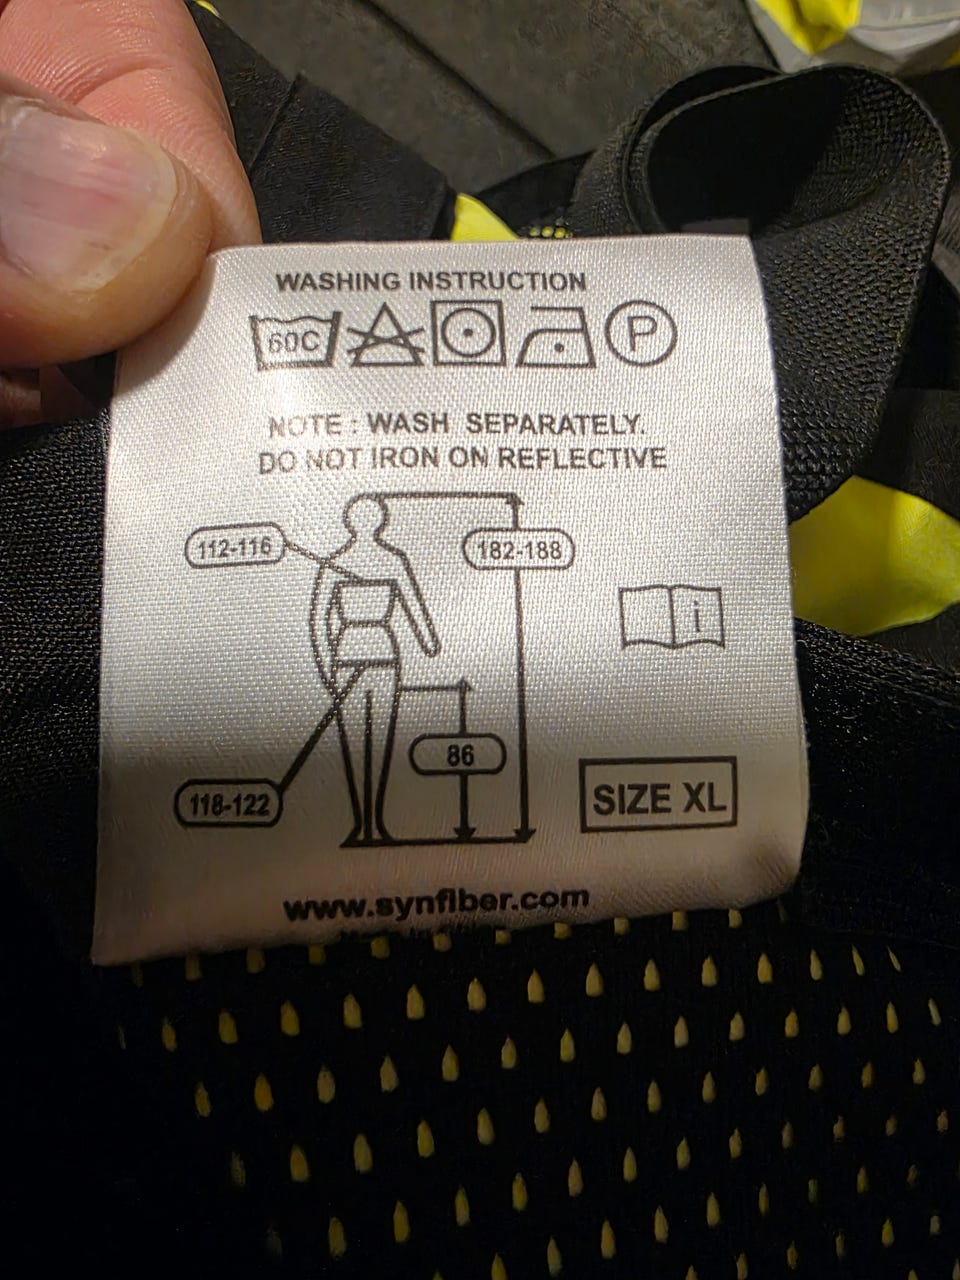 WASHING INSTRUCTION
60C P
NOTE : WASH SEPARATELY.
DO NOT IRON ON REFLECTIVE
112-116
182-188
i
86
118-122
SIZE XL
www.synfiber.com